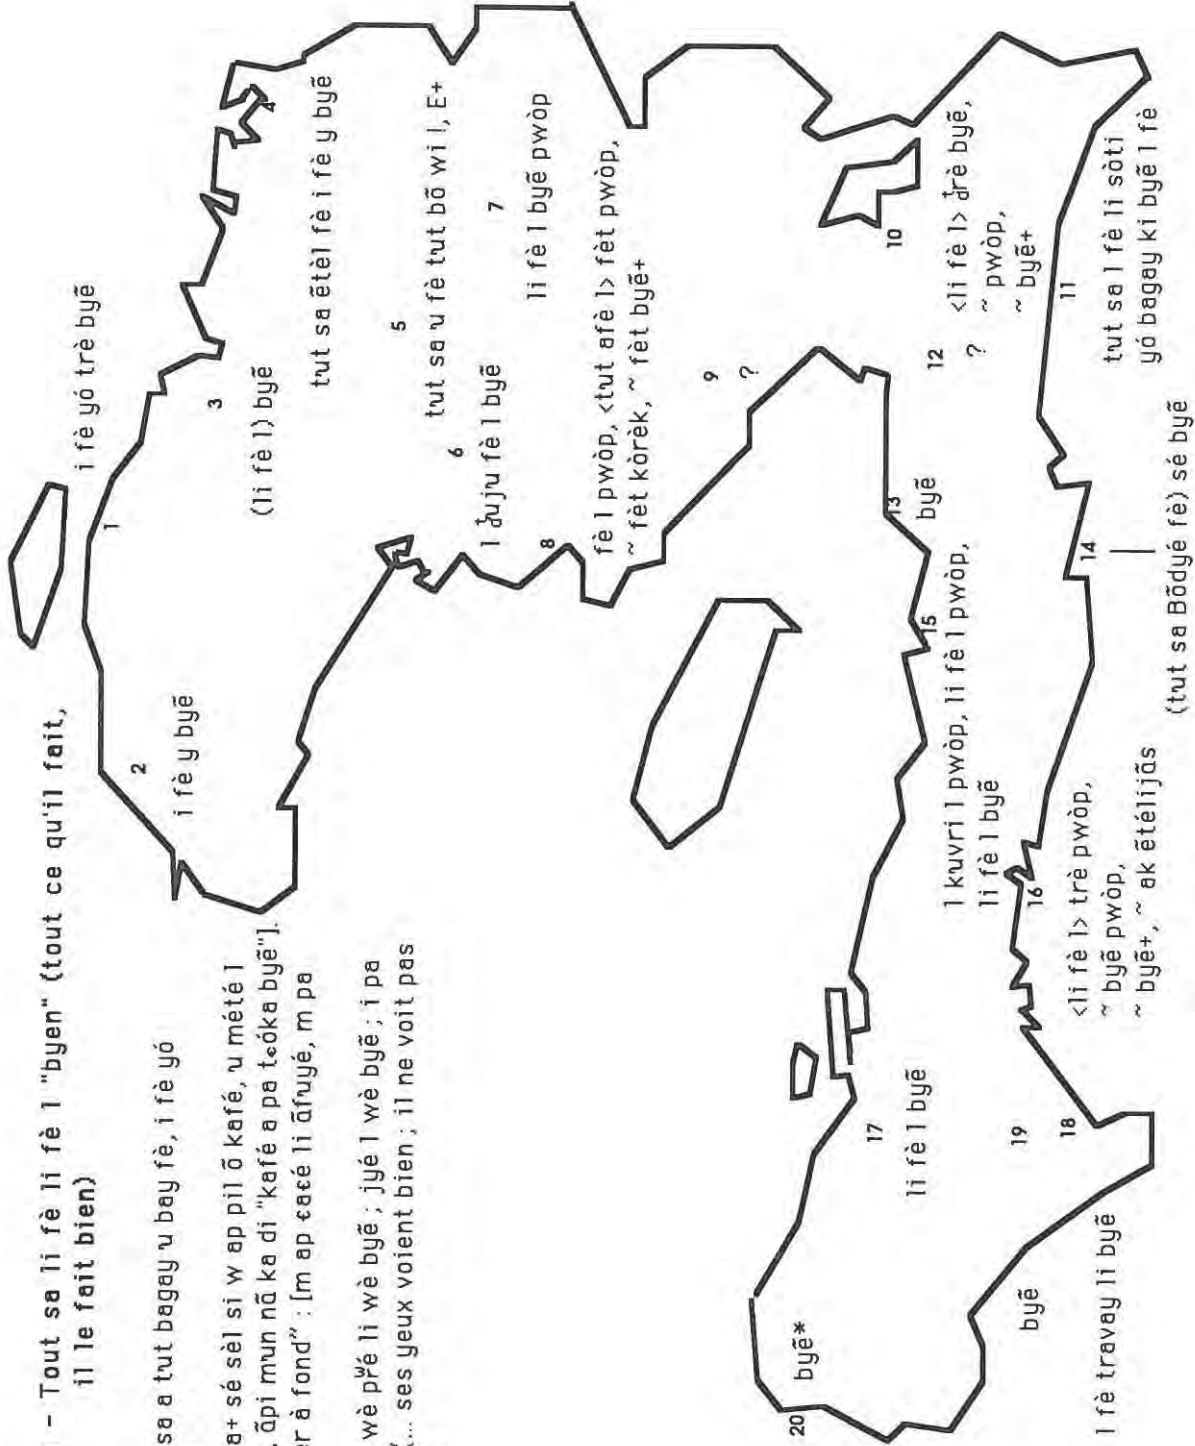 - Tout sa li fè li fè l "byen" (tout ce qu'il fait,
il le fait bien)
sa a tut bagay u bay fè, i fè yó
a+ sé sèl si w ap pil õ kafé, u mété l
, ãpi mun nã ka di "kafé a pa tɛóka byẽ"].
r à fond" : [m ap ɛaɛé li ãfuyé, m pa
wè pwé li wè byẽ ; jyé l wè byẽ ; i pa
(... ses yeux voient bien ; il ne voit pas
1
i fè yó trè byẽ
2
i fè y byẽ
3
(li fè l) byẽ
4
tut sa ẽtèl fè i fè y byẽ
5
tut sa u fè tut bõ wi !, E+
6
l tuju fè l byẽ
7
li fè l byẽ pwòp
8
fè l pwòp, <tut afè l> fèt pwòp,
~ fèt kòrèk, ~ fèt byẽ+
9
?
10
<li fè l> trè byẽ,
~ pwòp,
~ byẽ+
11
tut sa l fè li sòti
yó bagay ki byẽ l fè
12
?
13
byẽ
14
(tut sa Bõdyé fè) sé byẽ
15
l kuvri l pwòp, li fè l pwòp,
li fè l byẽ
16
<li fè l> trè pwòp,
~ byẽ pwòp,
~ byẽ+, ~ ak ẽtélijãs
17
li fè l byẽ
18
l fè travay li byẽ
19
byẽ
20
byẽ*